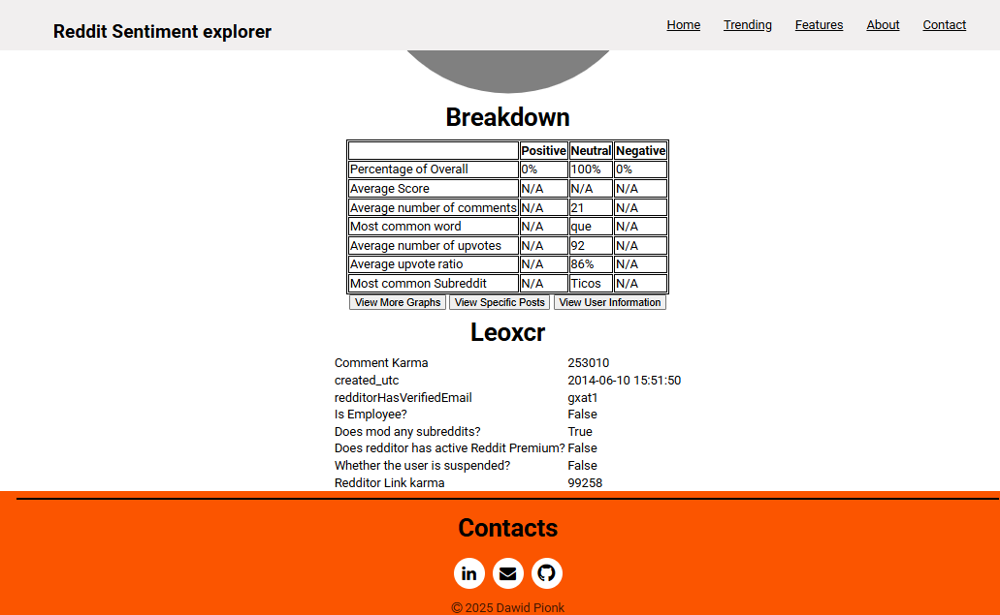 Reddit Sentiment explorer
Home Trending Features About Contact
Breakdown
Positive Neutral Negative
Percentage of Overall 0% 100% 0%
Average Score N/A N/A N/A
Average number of comments N/A 21 N/A
Most common word N/A que N/A
Average number of upvotes N/A 92 N/A
Average upvote ratio N/A 86% N/A
Most common Subreddit N/A Ticos N/A
View More Graphs View Specific Posts View User Information
Leoxcr
Comment Karma 253010
created_utc 2014-06-10 15:51:50
redditorHasVerifiedEmail gxat1
Is Employee? False
Does mod any subreddits? True
Does redditor has active Reddit Premium? False
Whether the user is suspended? False
Redditor Link karma 99258
Contacts
in
© 2025 Dawid Pionk